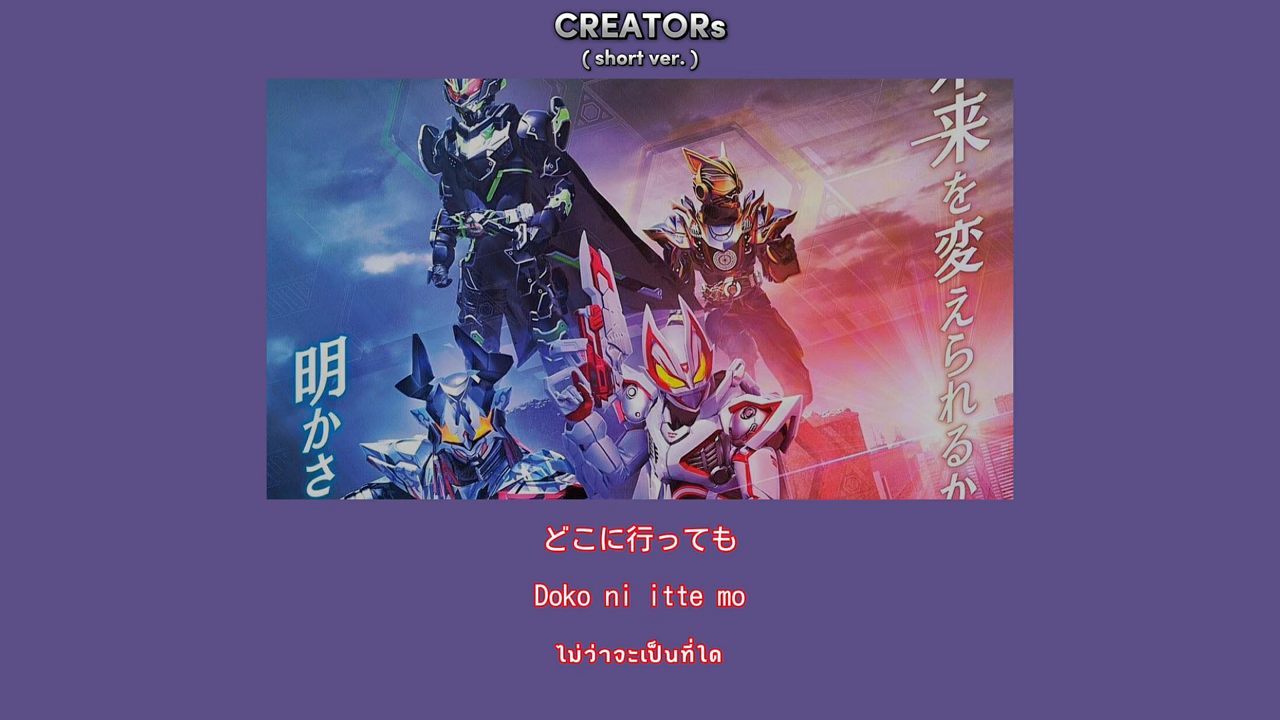 CREATORs
( short ver. )
来を変えられるか
明かさ
どこに行っても
Doko ni itte mo
ไม่ว่าจะเป็นที่ใด